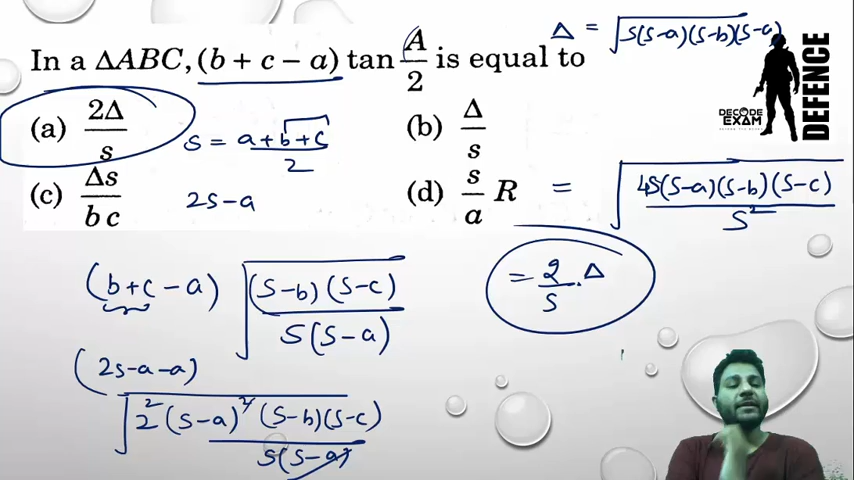 Δ = √s(s-a)(s-b)(s-c)
In a ΔABC, (b + c − a) tan A/2 is equal to
(a) 2Δ/s
s = a+b+c/2
(b) Δ/s
DECODE EXAM
DEFENCE
(c) Δs/bc
2s-a
(d) s/a R
= √4s(s-a)(s-b)(s-c)/s²
(b+c-a) √(s-b)(s-c)/s(s-a)
= 2/s . Δ
(2s-a-a)
√2²(s-a)²(s-b)(s-c)/s(s-a)